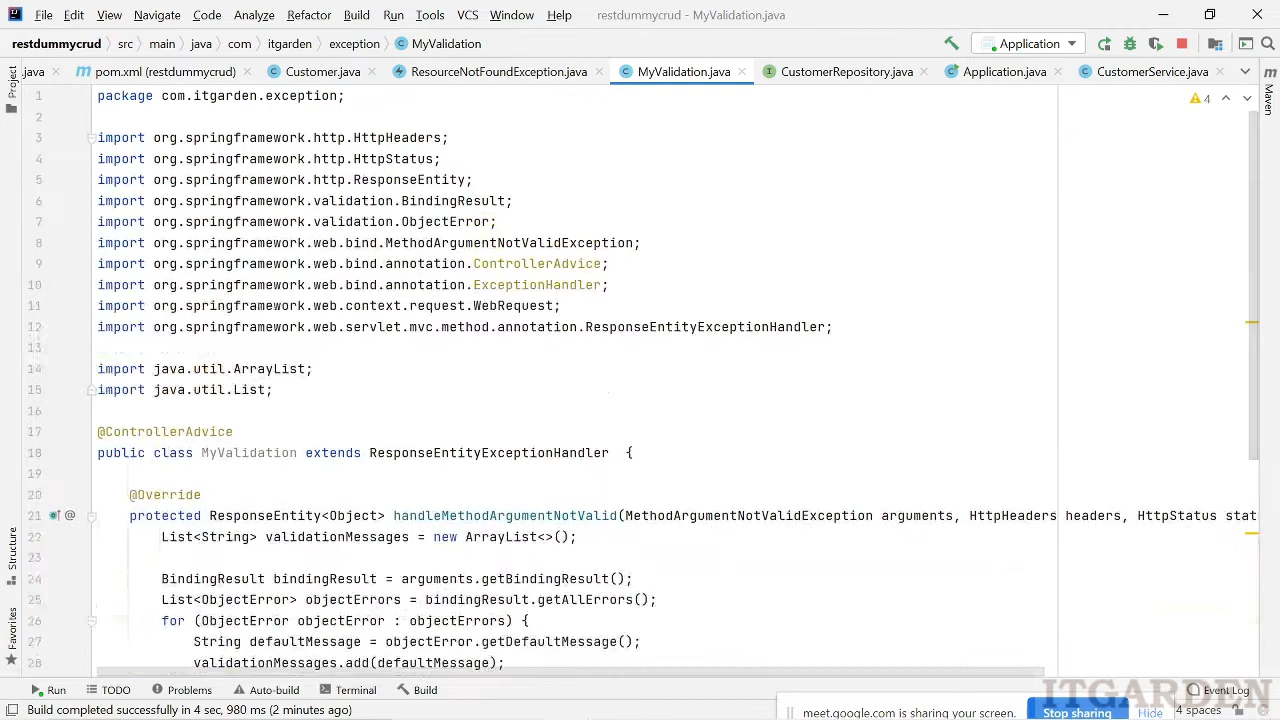 File Edit View Navigate Code Analyze Refactor Build Run Tools VCS Window Help restdummycrud - MyValidation.java
restdummycrud src main java com itgarden exception MyValidation Application
.java pom.xml (restdummycrud) Customer.java ResourceNotFoundException.java MyValidation.java CustomerRepository.java Application.java CustomerService.java
Project
Maven
4
1 package com.itgarden.exception;
2
3 import org.springframework.http.HttpHeaders;
4 import org.springframework.http.HttpStatus;
5 import org.springframework.http.ResponseEntity;
6 import org.springframework.validation.BindingResult;
7 import org.springframework.validation.ObjectError;
8 import org.springframework.web.bind.MethodArgumentNotValidException;
9 import org.springframework.web.bind.annotation.ControllerAdvice;
10 import org.springframework.web.bind.annotation.ExceptionHandler;
11 import org.springframework.web.context.request.WebRequest;
12 import org.springframework.web.servlet.mvc.method.annotation.ResponseEntityExceptionHandler;
13
14 import java.util.ArrayList;
15 import java.util.List;
16
17 @ControllerAdvice
18 public class MyValidation extends ResponseEntityExceptionHandler {
19
20 @Override
21 @ protected ResponseEntity<Object> handleMethodArgumentNotValid(MethodArgumentNotValidException arguments, HttpHeaders headers, HttpStatus stat
22 List<String> validationMessages = new ArrayList<>();
23
24 BindingResult bindingResult = arguments.getBindingResult();
25 List<ObjectError> objectErrors = bindingResult.getAllErrors();
26 for (ObjectError objectError : objectErrors) {
27 String defaultMessage = objectError.getDefaultMessage();
28 validationMessages.add(defaultMessage);
Structure
Favorites
Run TODO Problems Auto-build Terminal Build Event Log
ITGARDEN
Build completed successfully in 4 sec, 980 ms (2 minutes ago) meet.google.com is sharing your screen. Stop sharing Hide 4 spaces